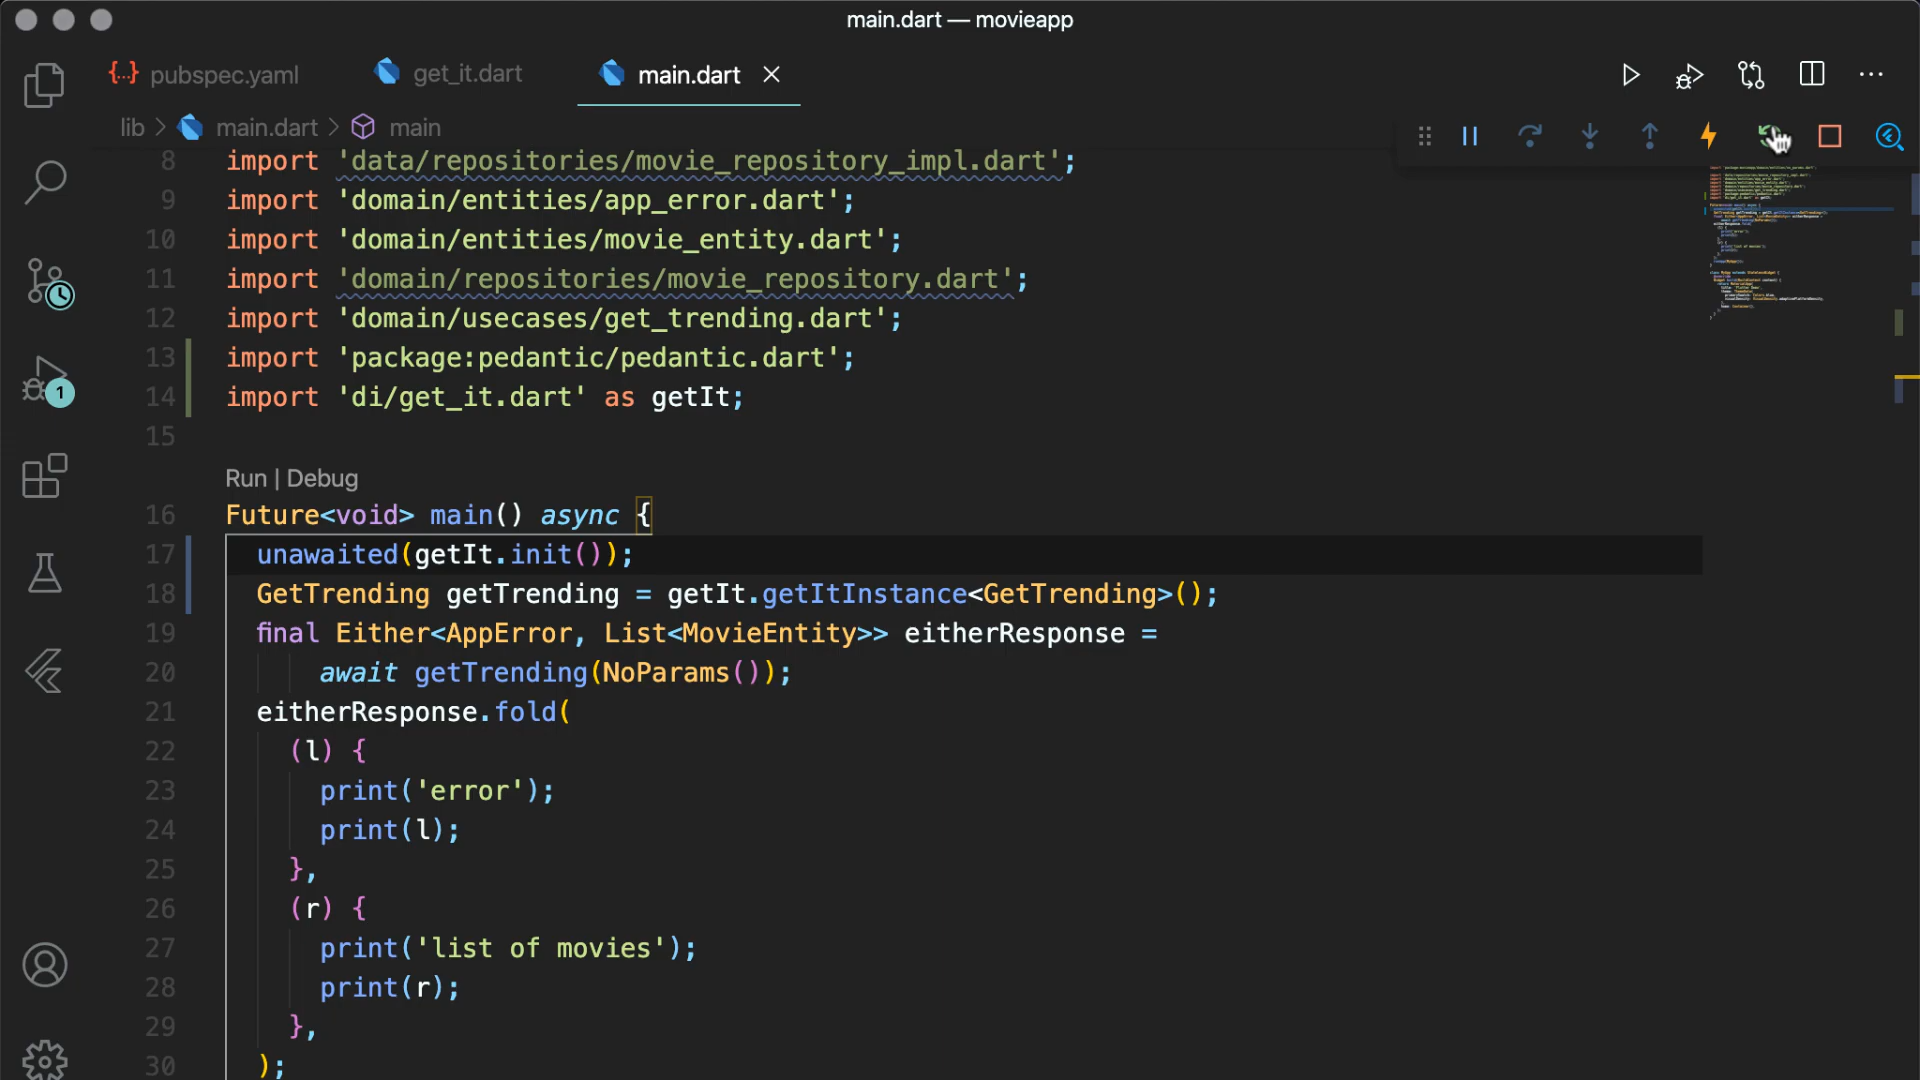 main.dart — movieapp
{..} pubspec.yaml
get_it.dart
main.dart
lib > main.dart > main
8 import 'data/repositories/movie_repository_impl.dart';
9 import 'domain/entities/app_error.dart';
10 import 'domain/entities/movie_entity.dart';
11 import 'domain/repositories/movie_repository.dart';
12 import 'domain/usecases/get_trending.dart';
13 import 'package:pedantic/pedantic.dart';
14 import 'di/get_it.dart' as getIt;
15
Run | Debug
16 Future<void> main() async {
17 unawaited(getIt.init());
18 GetTrending getTrending = getIt.getItInstance<GetTrending>();
19 final Either<AppError, List<MovieEntity>> eitherResponse =
20 await getTrending(NoParams());
21 eitherResponse.fold(
22 (l) {
23 print('error');
24 print(l);
25 },
26 (r) {
27 print('list of movies');
28 print(r);
29 },
30 );
1